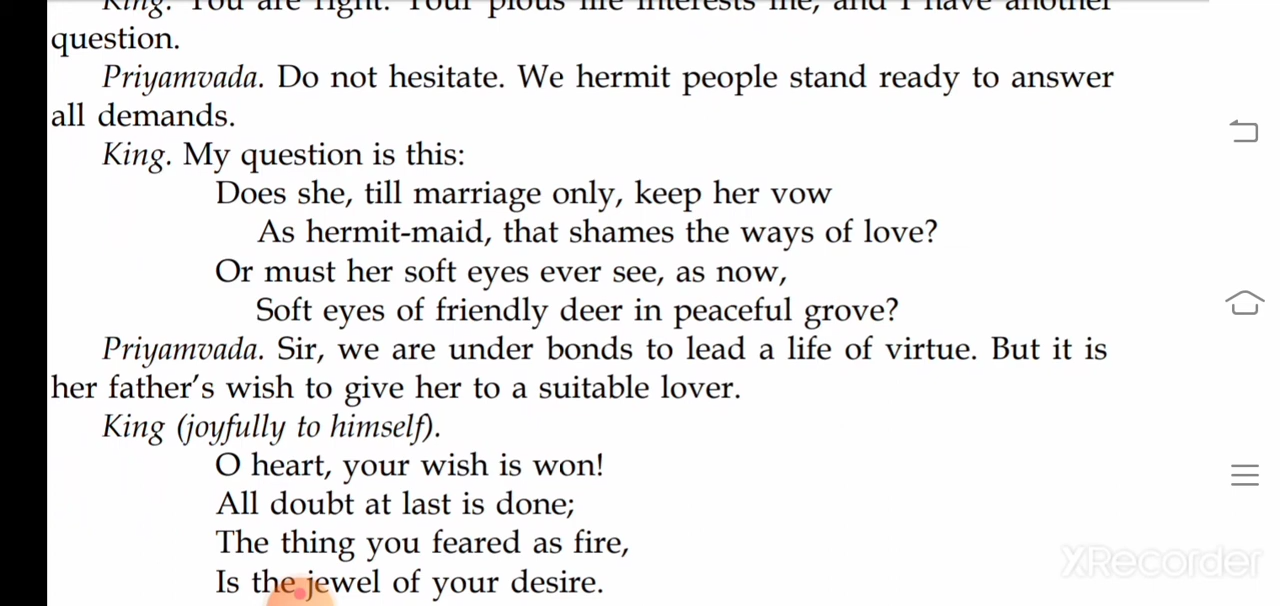 King. You are right. Your pious life interests me, and I have another
question.
Priyamvada. Do not hesitate. We hermit people stand ready to answer
all demands.
King. My question is this:
Does she, till marriage only, keep her vow
As hermit-maid, that shames the ways of love?
Or must her soft eyes ever see, as now,
Soft eyes of friendly deer in peaceful grove?
Priyamvada. Sir, we are under bonds to lead a life of virtue. But it is
her father's wish to give her to a suitable lover.
King (joyfully to himself).
O heart, your wish is won!
All doubt at last is done;
The thing you feared as fire,
Is the jewel of your desire.
XRecorder